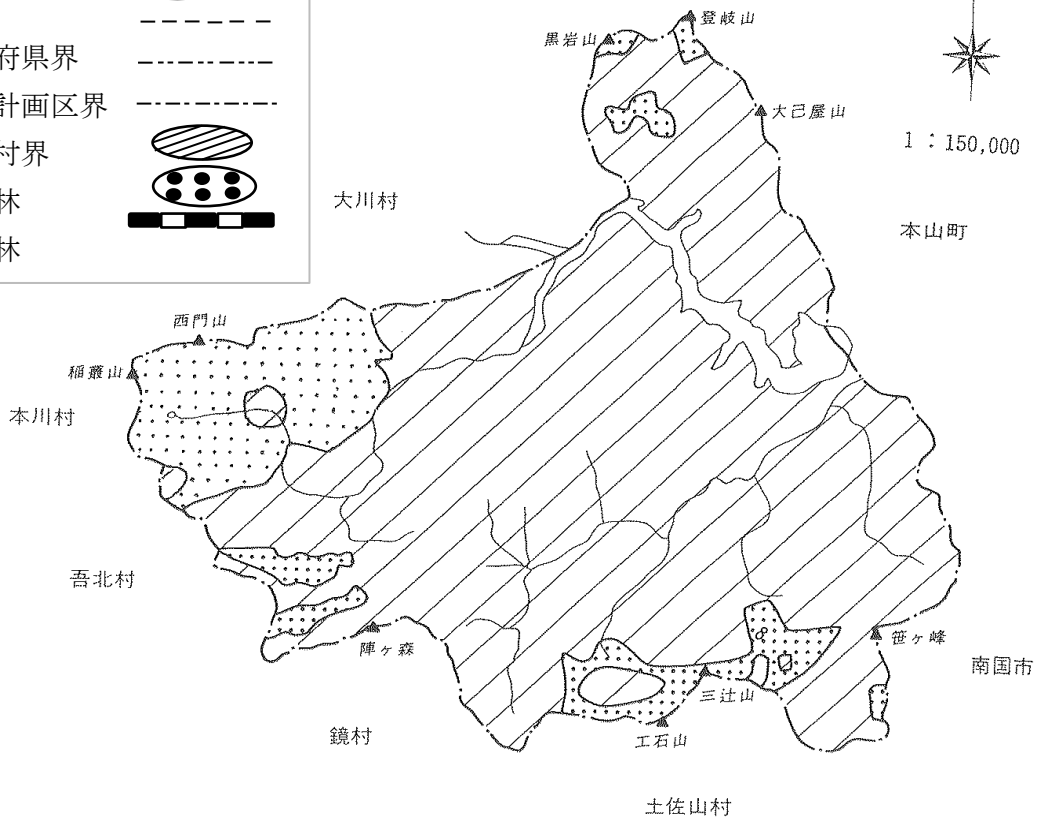 府県界
計画区界
村界
林
林
登岐山
黒岩山
大己屋山
1：150,000
大川村
本山町
西門山
稲叢山
本川村
吾北村
陣ヶ森
笹ヶ峰
南国市
三辻山
鏡村
工石山
土佐山村